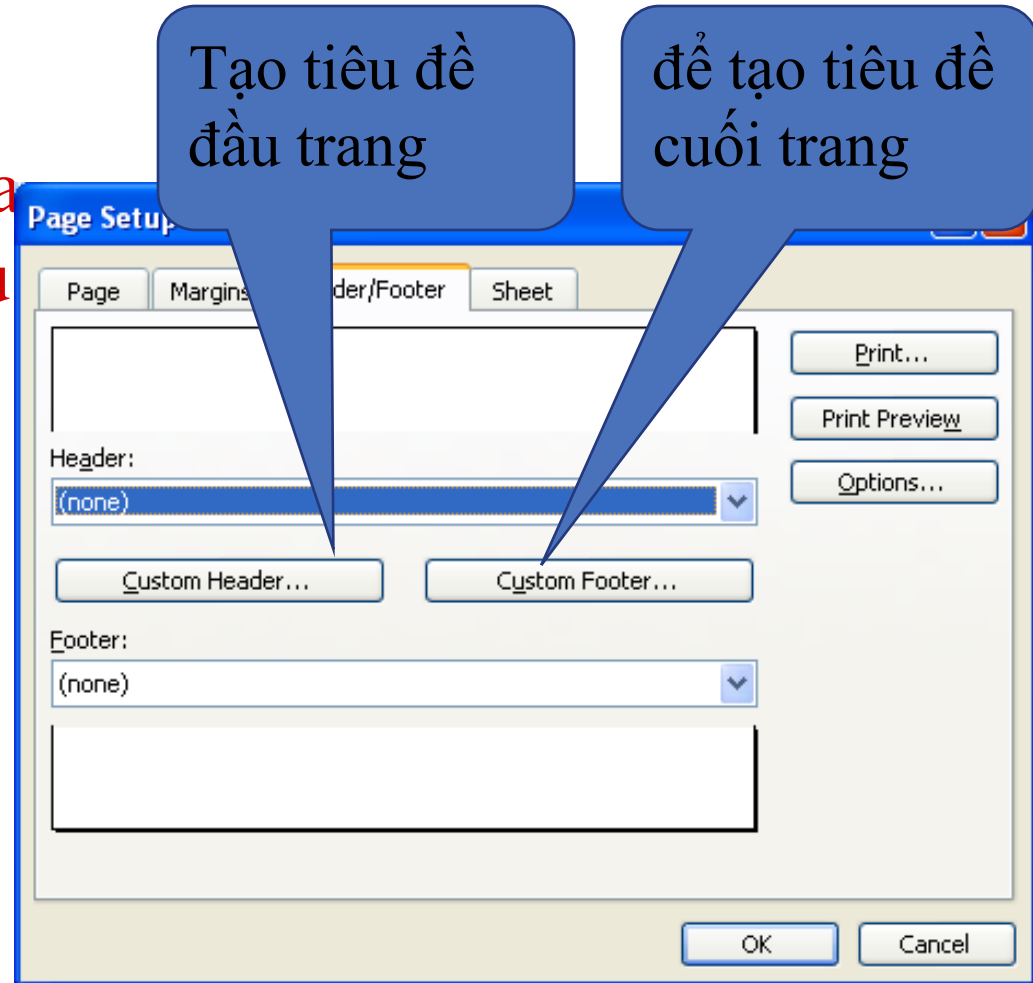 Tạo tiêu đề
đầu trang
để tạo tiêu đề
cuối trang
a
Page Setup
u
Page Margins der/Footer Sheet
Print...
Print Preview
Header:
Options...
(none)
Custom Header... Custom Footer...
Footer:
(none)
OK Cancel